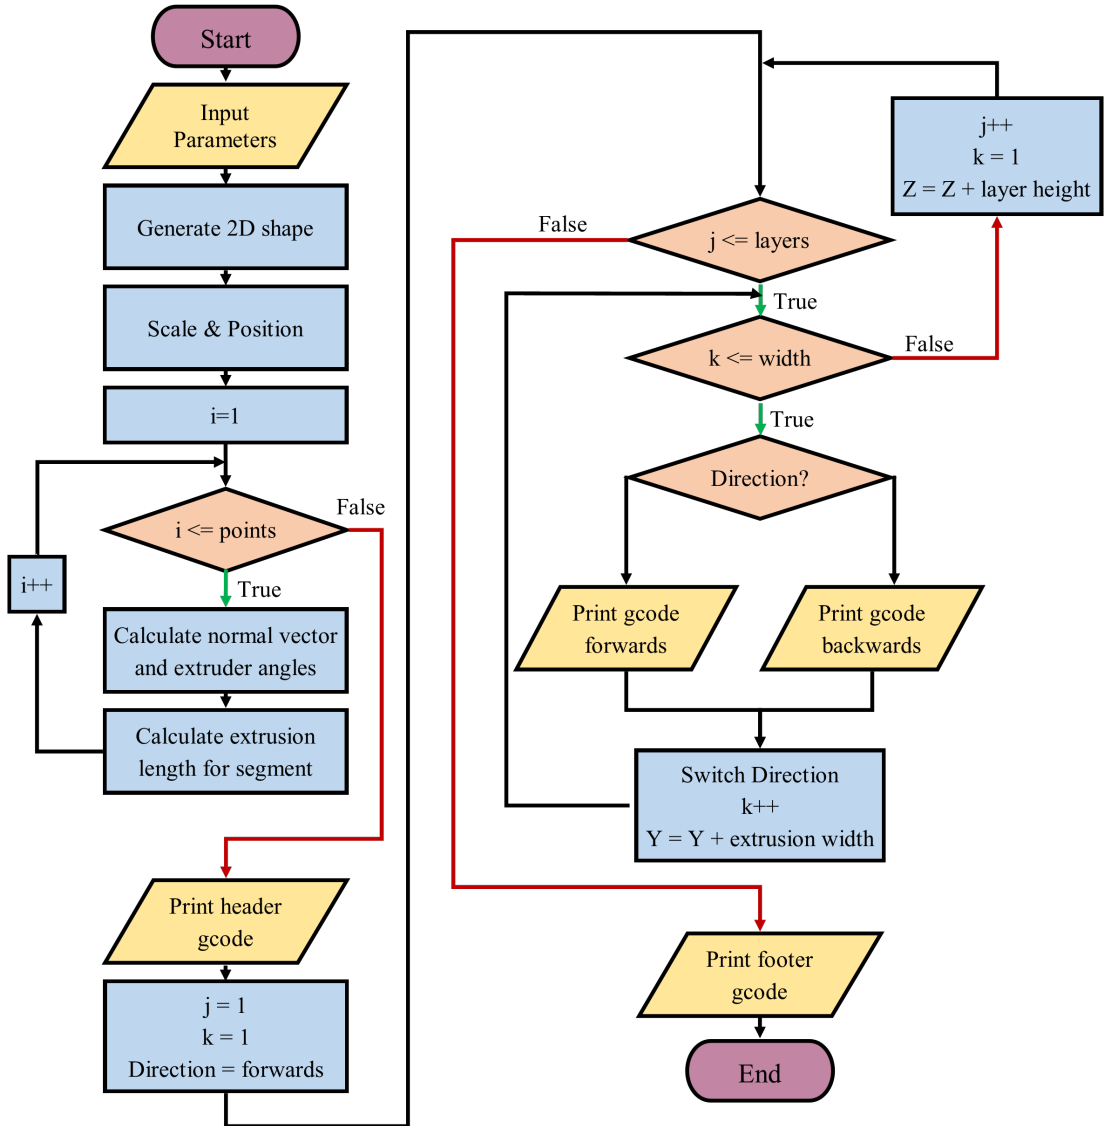 Start
Input
Parameters
Generate 2D shape
Scale & Position
i=1
i <= points
False
True
i++
Calculate normal vector
and extruder angles
Calculate extrusion
length for segment
Print header
gcode
j = 1
k = 1
Direction = forwards
j++
k = 1
Z = Z + layer height
j <= layers
False
True
k <= width
False
True
Direction?
Print gcode
forwards
Print gcode
backwards
Switch Direction
k++
Y = Y + extrusion width
Print footer
gcode
End